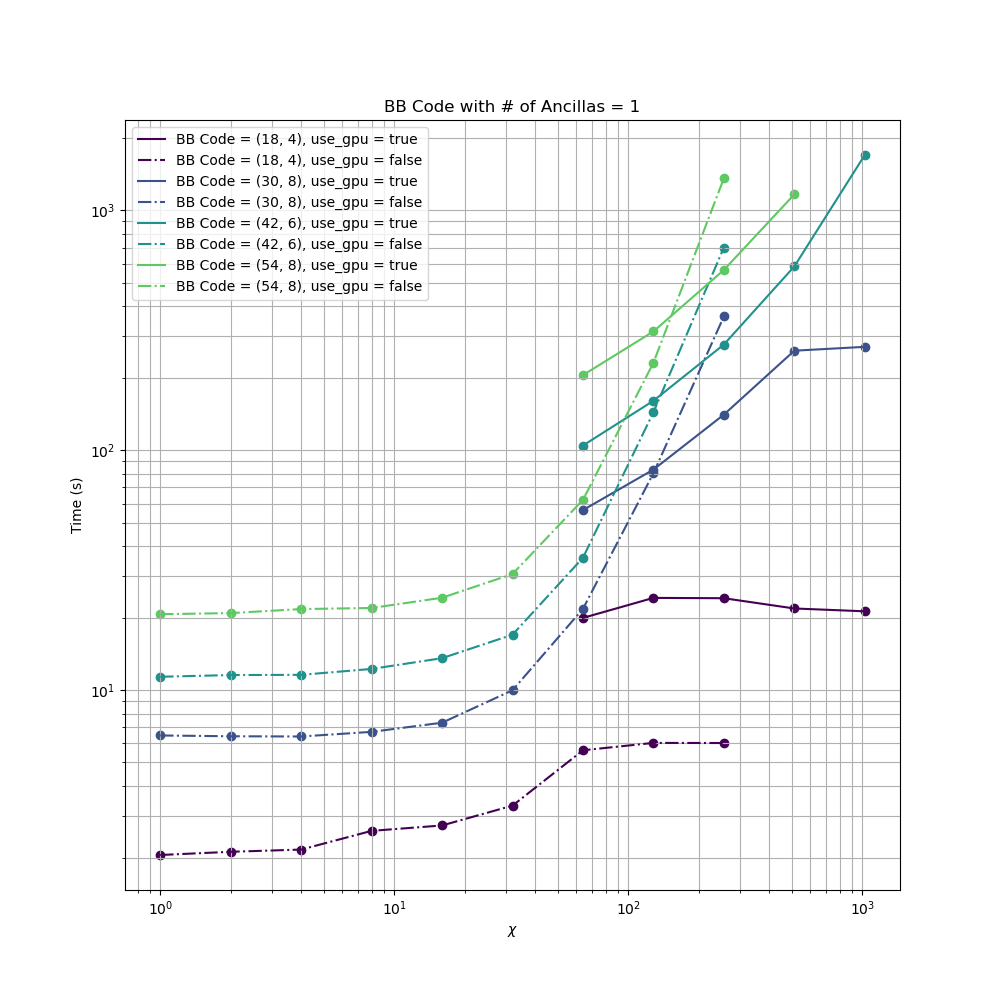 BB Code with # of Ancillas = 1
BB Code = (18, 4), use_gpu = true
BB Code = (18, 4), use_gpu = false
BB Code = (30, 8), use_gpu = true
BB Code = (30, 8), use_gpu = false
BB Code = (42, 6), use_gpu = true
BB Code = (42, 6), use_gpu = false
BB Code = (54, 8), use_gpu = true
BB Code = (54, 8), use_gpu = false
10³
10²
10¹
Time (s)
10⁰ 10¹ 10² 10³
χ